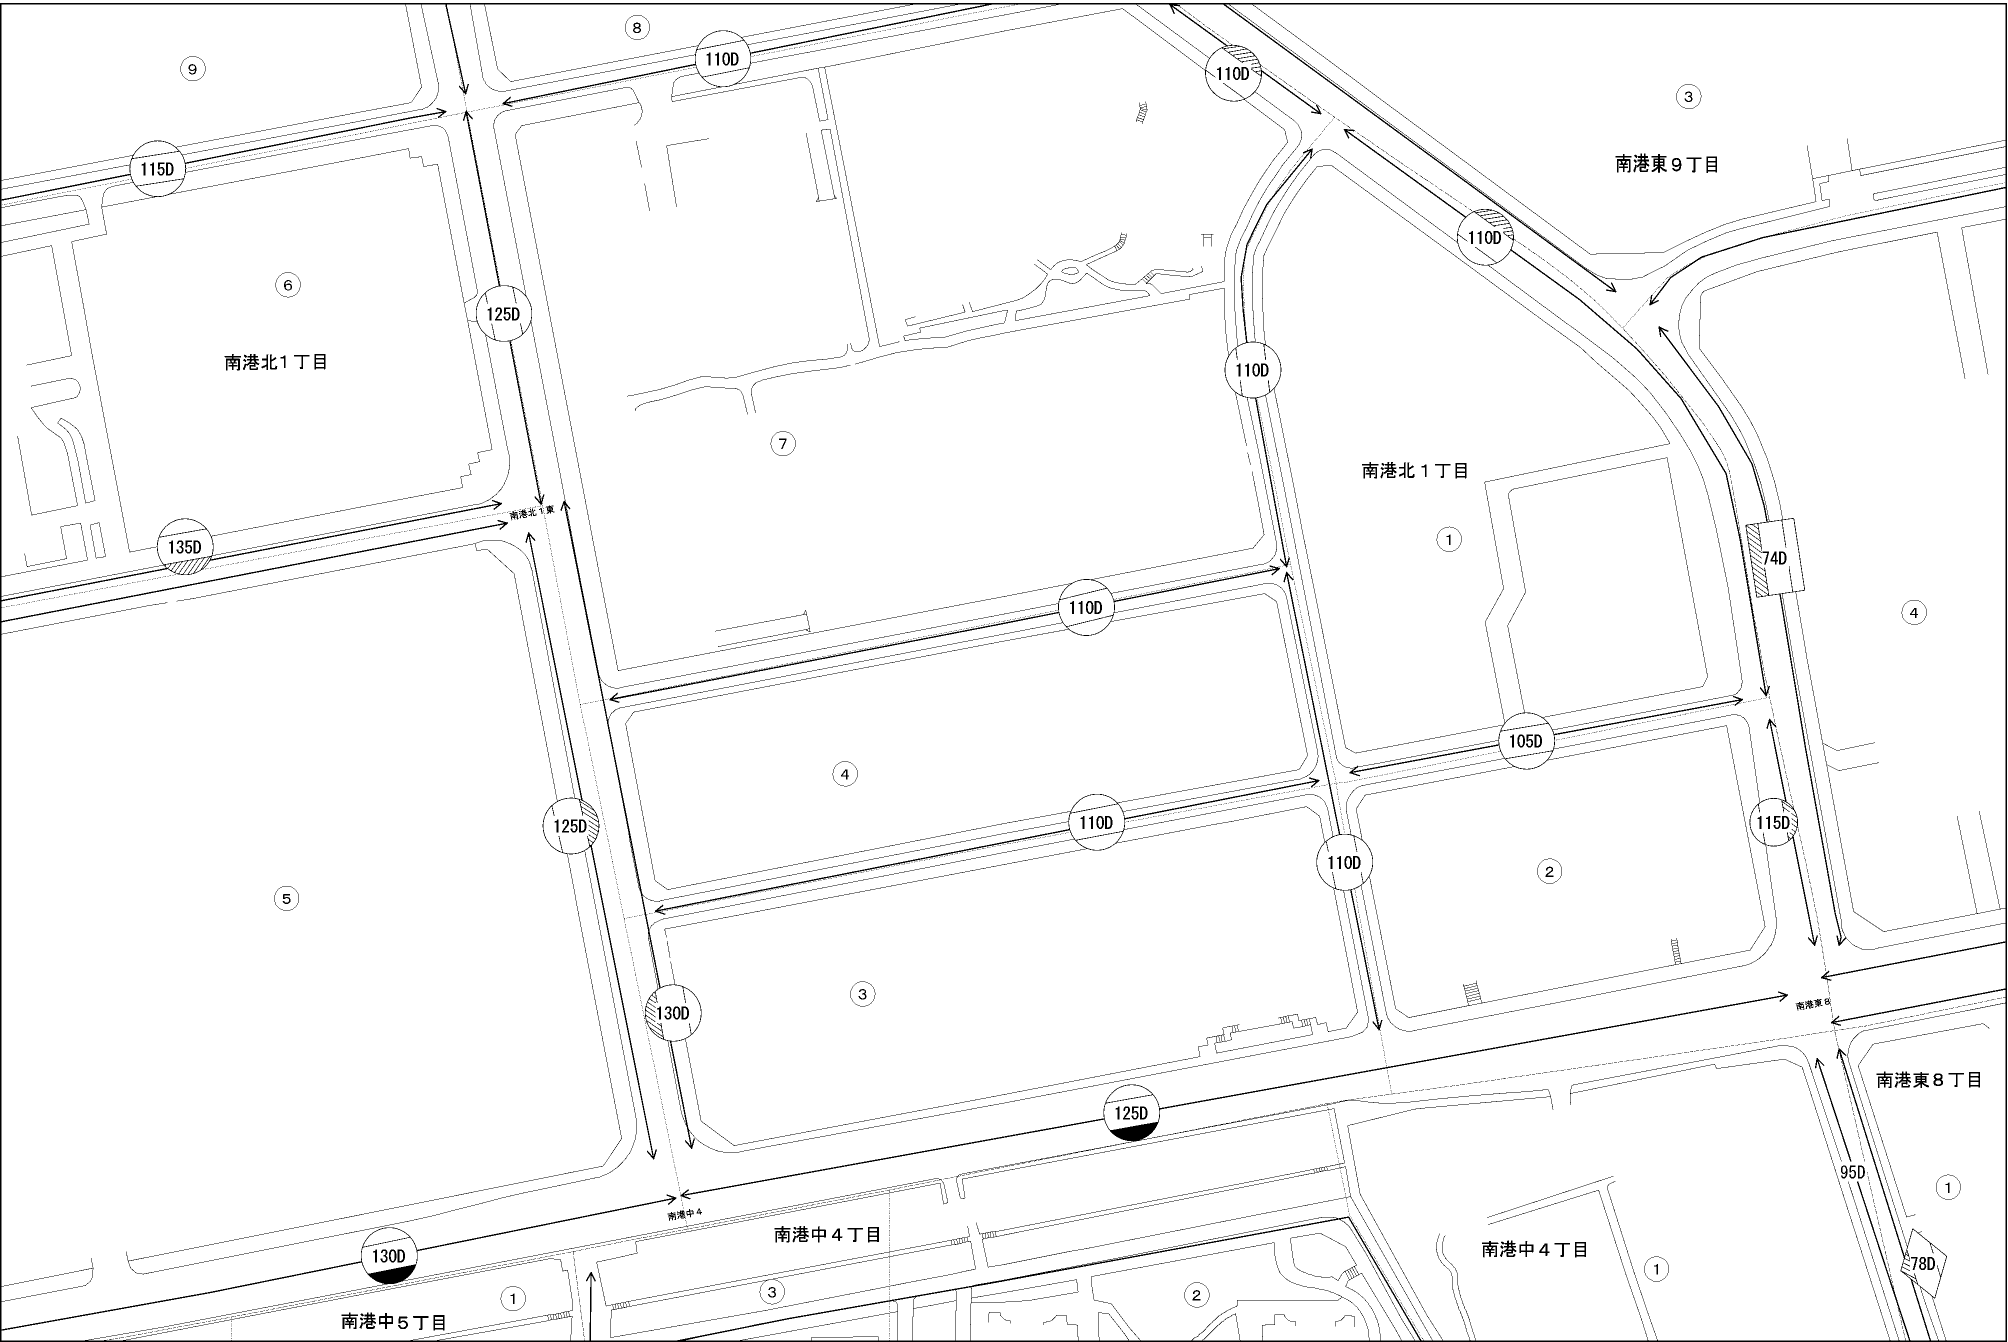 ⑧
110D
⑨
110D
③
南港東９丁目
115D
110D
⑥
125D
南港北１丁目
110D
⑦
南港北１丁目
南港北１東
①
135D
74D
110D
④
105D
④
110D
125D
115D
110D
②
⑤
③
130D
南港東８
南港東８丁目
125D
95D
①
南港中４
南港中４丁目
南港中４丁目
130D
78D
①
③
②
①
南港中５丁目